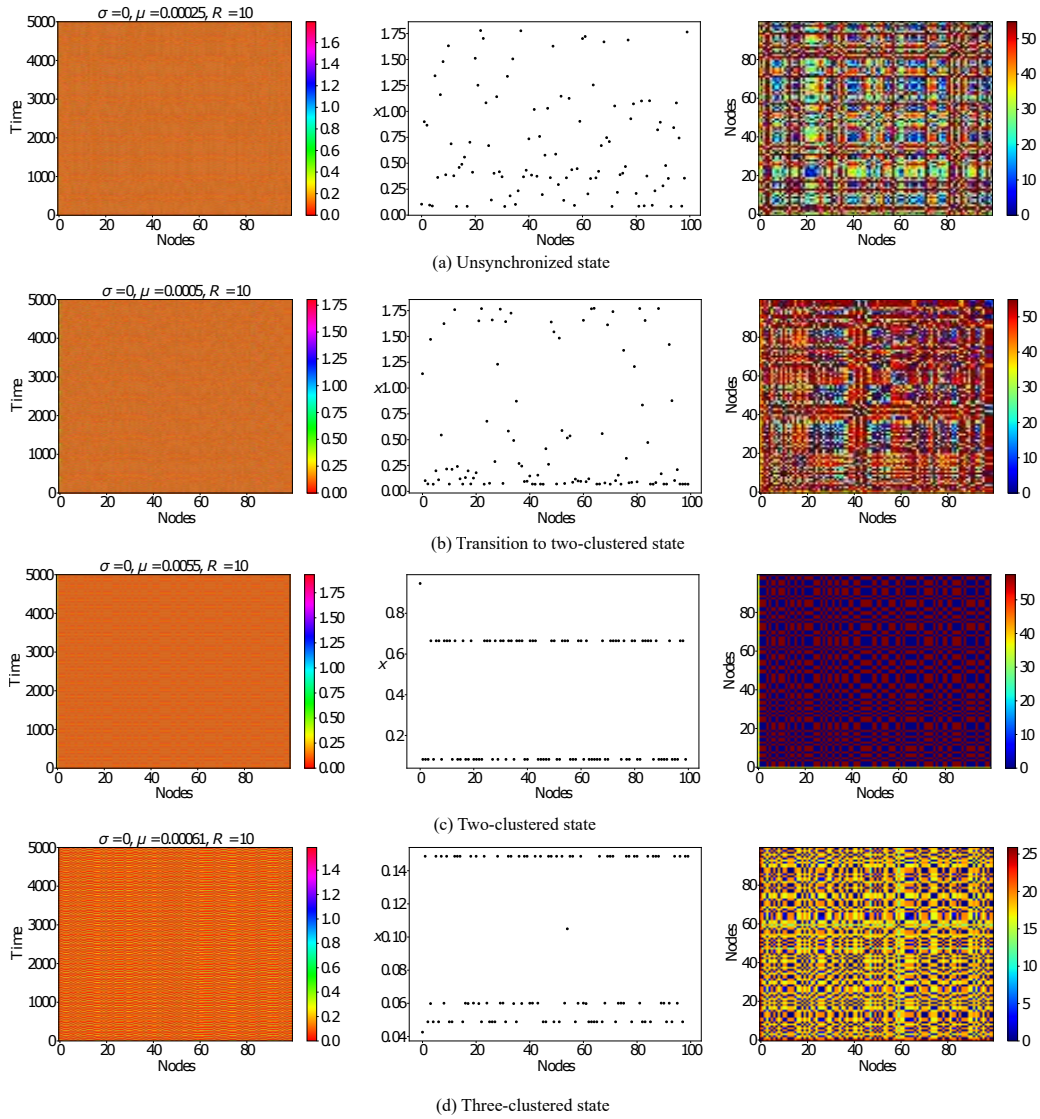 σ = 0, μ = 0.00025, R = 10
5000
4000
3000
2000
1000
0
Time
0 20 40 60 80
Nodes
1.6
1.4
1.2
1.0
0.8
0.6
0.4
0.2
0.0
1.75
1.50
1.25
x1.00
0.75
0.50
0.25
0.00
0 20 40 60 80 100
Nodes
80
60
40
20
0
Nodes
0 20 40 60 80
Nodes
50
40
30
20
10
0
(a) Unsynchronized state
σ = 0, μ = 0.0005, R = 10
5000
4000
3000
2000
1000
0
Time
0 20 40 60 80
Nodes
1.75
1.50
1.25
1.00
0.75
0.50
0.25
0.00
1.75
1.50
1.25
x1.00
0.75
0.50
0.25
0.00
0 20 40 60 80 100
Nodes
80
60
40
20
0
Nodes
0 20 40 60 80
Nodes
50
40
30
20
10
0
(b) Transition to two-clustered state
σ = 0, μ = 0.0055, R = 10
5000
4000
3000
2000
1000
0
Time
0 20 40 60 80
Nodes
1.75
1.50
1.25
1.00
0.75
0.50
0.25
0.00
0.8
0.6
x
0.4
0.2
0 20 40 60 80 100
Nodes
80
60
40
20
0
Nodes
0 20 40 60 80
Nodes
50
40
30
20
10
0
(c) Two-clustered state
σ = 0, μ = 0.00061, R = 10
5000
4000
3000
2000
1000
0
Time
0 20 40 60 80
Nodes
1.4
1.2
1.0
0.8
0.6
0.4
0.2
0.0
0.14
0.12
x
0.10
0.08
0.06
0.04
0 20 40 60 80 100
Nodes
80
60
40
20
0
Nodes
0 20 40 60 80
Nodes
25
20
15
10
5
0
(d) Three-clustered state